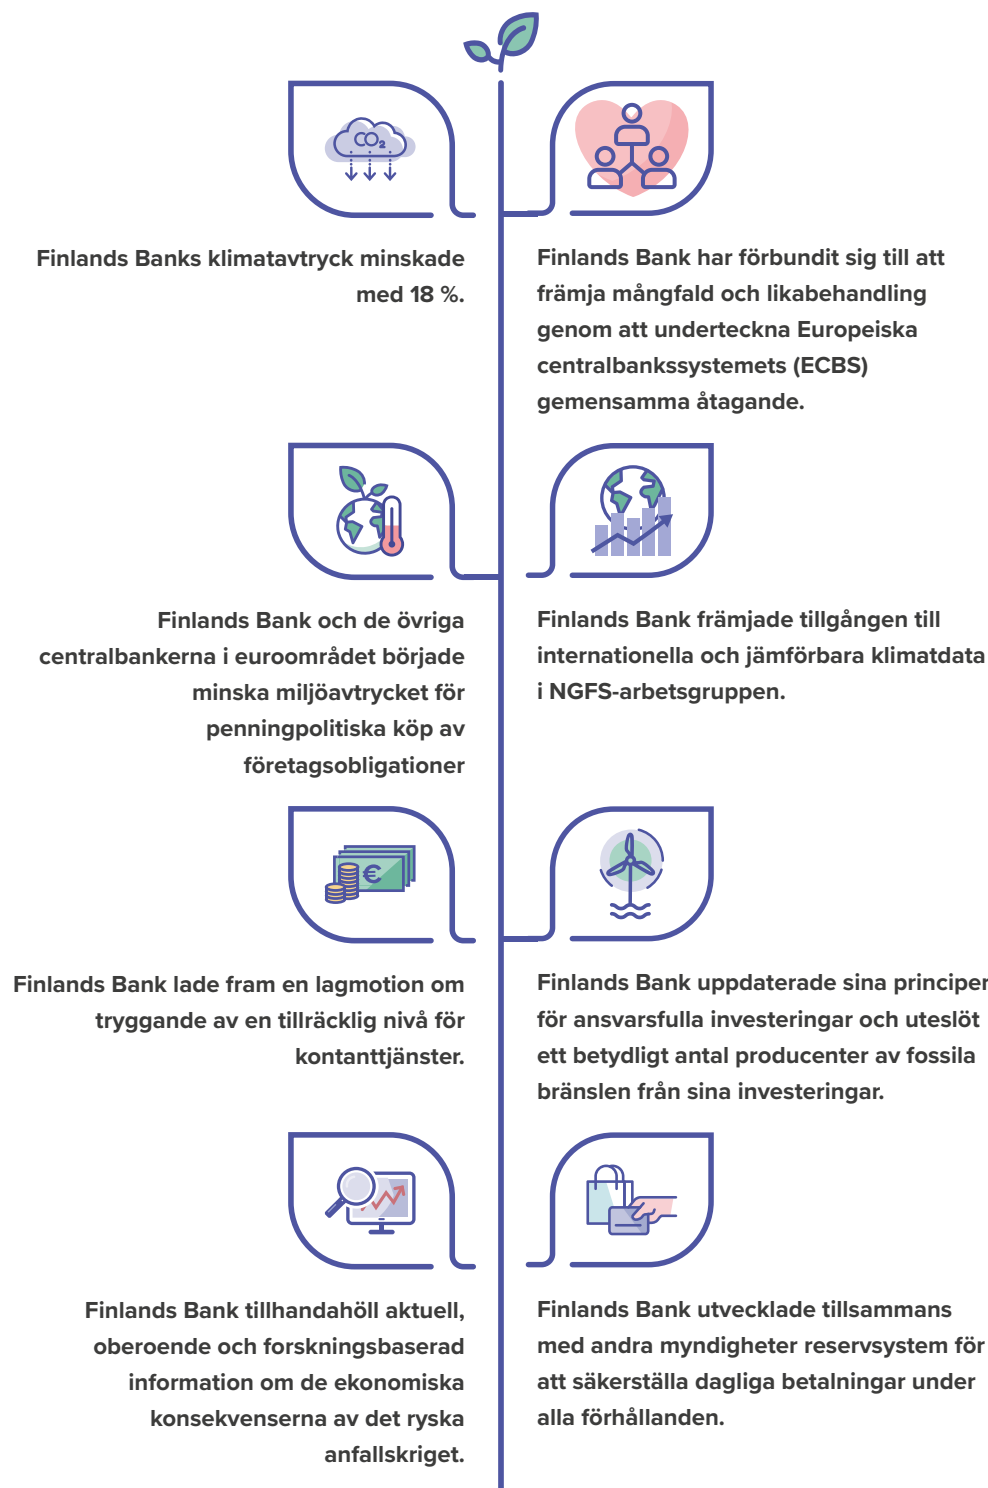 CO2
Finlands Banks klimatavtryck minskade
med 18 %.
Finlands Bank har förbundit sig till att
främja mångfald och likabehandling
genom att underteckna Europeiska
centralbankssystemets (ECBS)
gemensamma åtagande.
Finlands Bank och de övriga
centralbankerna i euroområdet började
minska miljöavtrycket för
penningpolitiska köp av
företagsobligationer
Finlands Bank främjade tillgången till
internationella och jämförbara klimatdata
i NGFS-arbetsgruppen.
€
Finlands Bank lade fram en lagmotion om
tryggande av en tillräcklig nivå för
kontanttjänster.
Finlands Bank uppdaterade sina principer
för ansvarsfulla investeringar och uteslöt
ett betydligt antal producenter av fossila
bränslen från sina investeringar.
Finlands Bank tillhandahöll aktuell,
oberoende och forskningsbaserad
information om de ekonomiska
konsekvenserna av det ryska
anfallskriget.
Finlands Bank utvecklade tillsammans
med andra myndigheter reservsystem för
att säkerställa dagliga betalningar under
alla förhållanden.